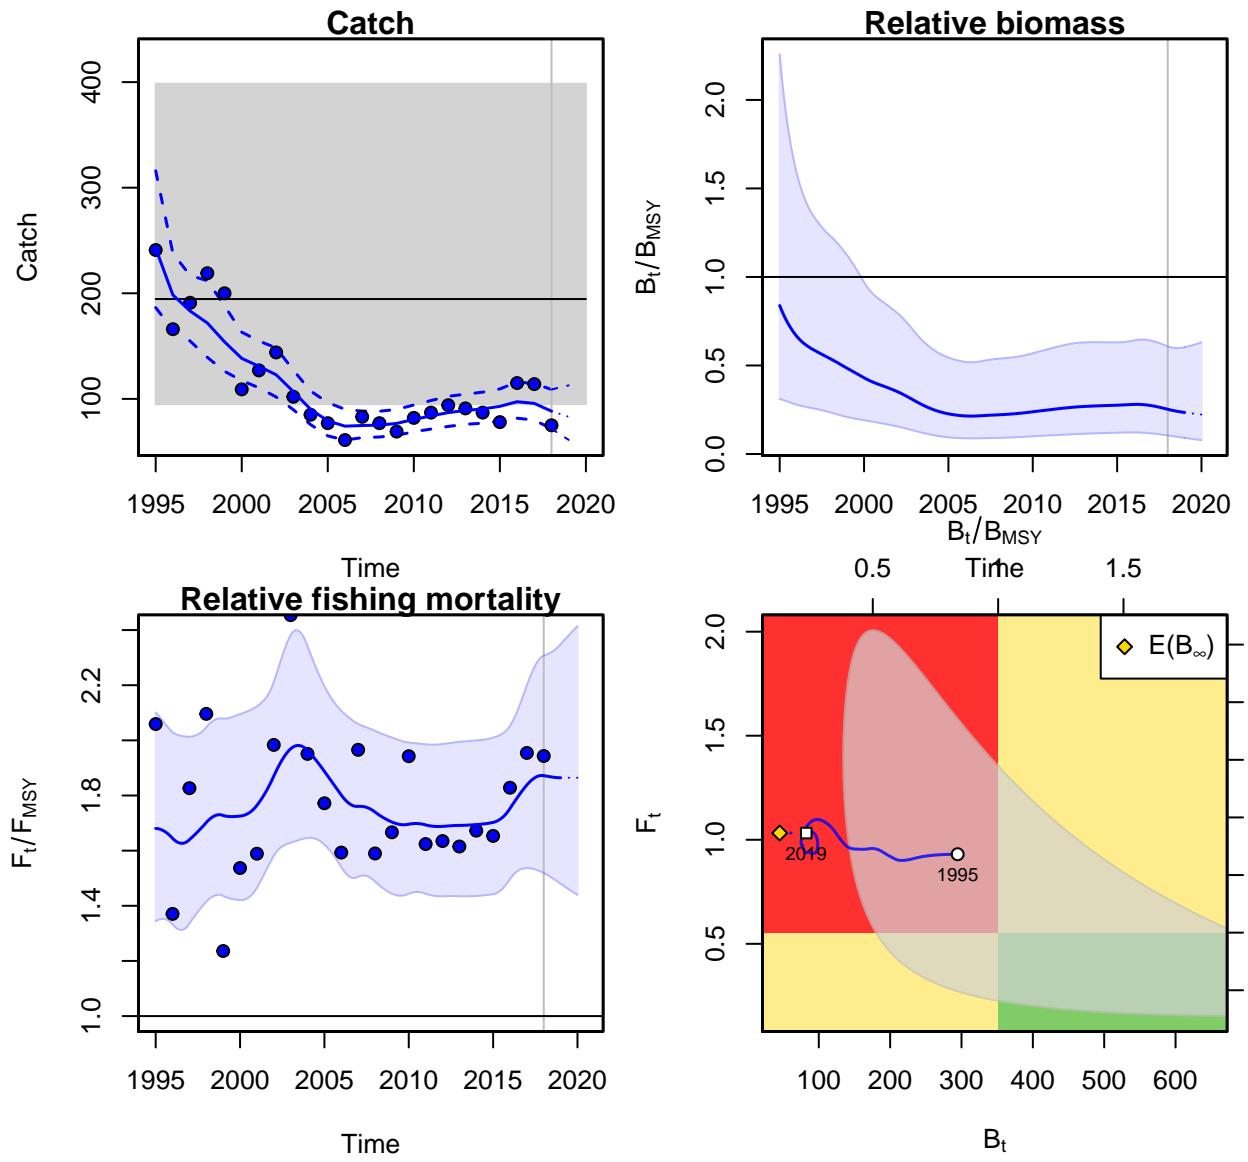 Catch
Relative biomass
Catch
400
300
200
100
1995 2000 2005 2010 2015 2020
Time
Bt/BMSY
2.0
1.5
1.0
0.5
0.0
1995 2000 2005 2010 2015 2020
Time
Relative fishing mortality
Ft/FMSY
2.2
1.8
1.4
1.0
1995 2000 2005 2010 2015 2020
Time
Bt/BMSY
0.5 1 1.5
Ft
2.0
1.5
1.0
0.5
E(B∞)
2019
1995
100 200 300 400 500 600
Bt